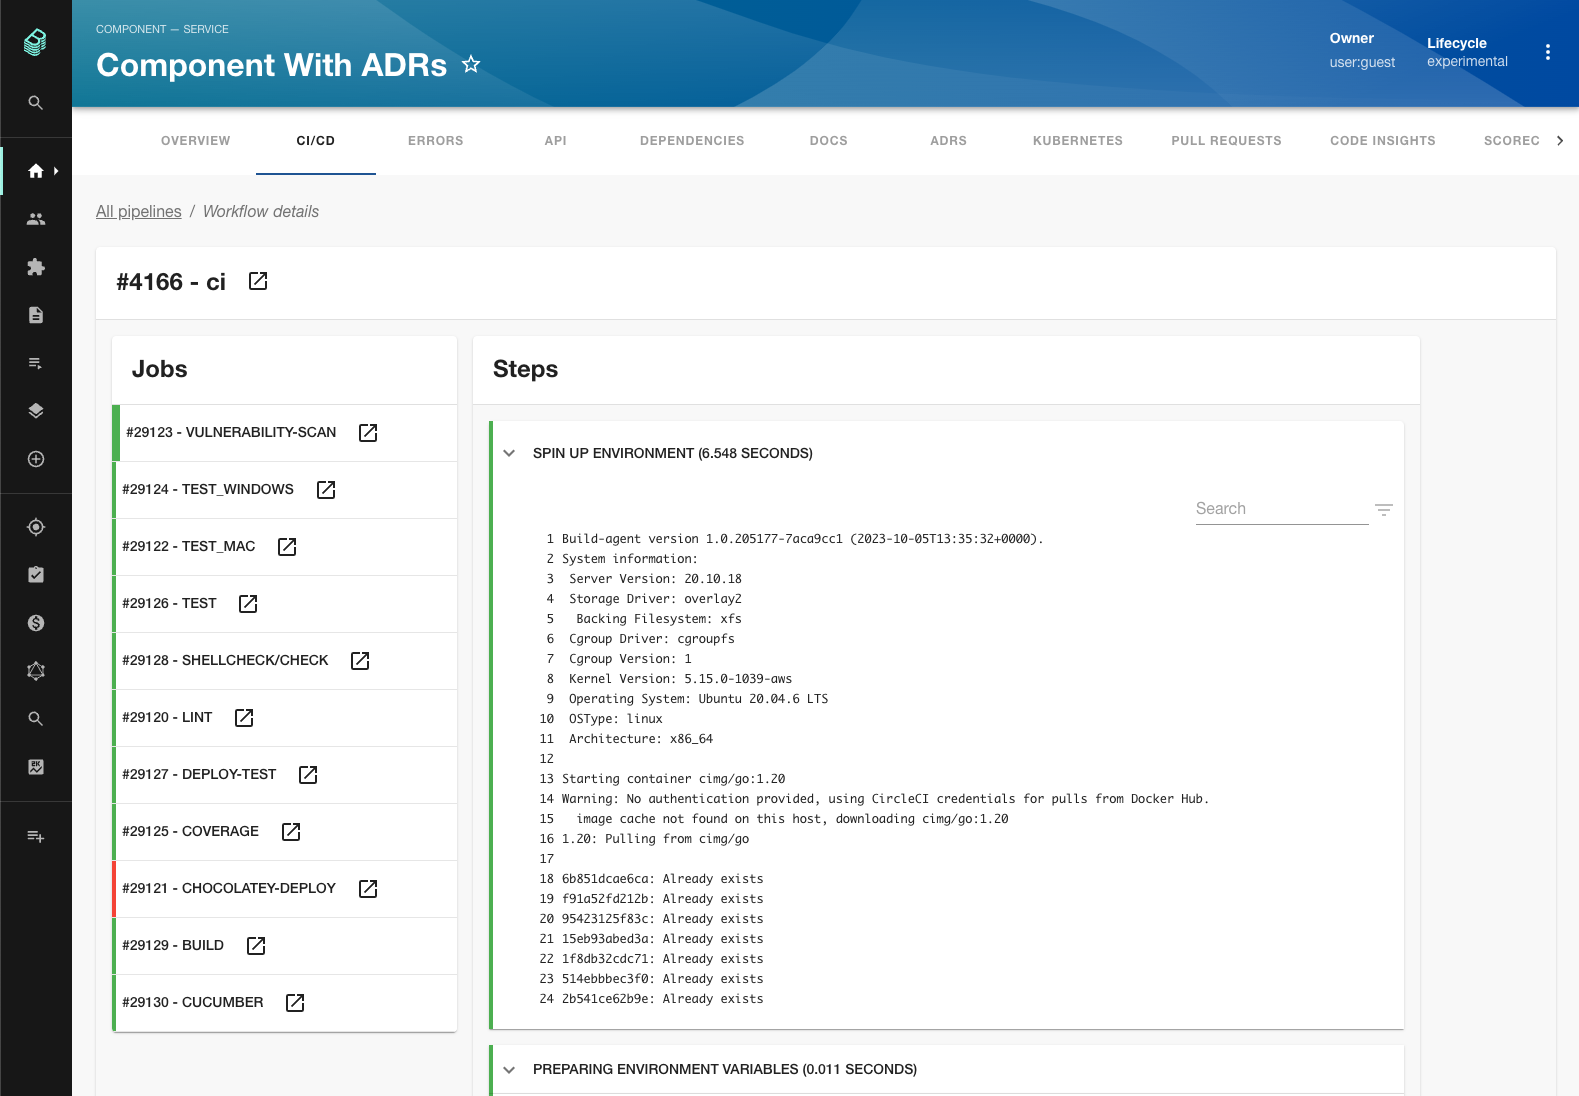 COMPONENT — SERVICE
Component With ADRs
Owner
user:guest
Lifecycle
experimental
OVERVIEW
CI/CD
ERRORS
API
DEPENDENCIES
DOCS
ADRS
KUBERNETES
PULL REQUESTS
CODE INSIGHTS
SCOREC
All pipelines / Workflow details
#4166 - ci
Jobs
#29123 - VULNERABILITY-SCAN
#29124 - TEST_WINDOWS
#29122 - TEST_MAC
#29126 - TEST
#29128 - SHELLCHECK/CHECK
#29120 - LINT
#29127 - DEPLOY-TEST
#29125 - COVERAGE
#29121 - CHOCOLATEY-DEPLOY
#29129 - BUILD
#29130 - CUCUMBER
Steps
SPIN UP ENVIRONMENT (6.548 SECONDS)
Search
1 Build-agent version 1.0.205177-7aca9cc1 (2023-10-05T13:35:32+0000).
2 System information:
3 Server Version: 20.10.18
4 Storage Driver: overlay2
5 Backing Filesystem: xfs
6 Cgroup Driver: cgroupfs
7 Cgroup Version: 1
8 Kernel Version: 5.15.0-1039-aws
9 Operating System: Ubuntu 20.04.6 LTS
10 OSType: linux
11 Architecture: x86_64
12
13 Starting container cimg/go:1.20
14 Warning: No authentication provided, using CircleCI credentials for pulls from Docker Hub.
15 image cache not found on this host, downloading cimg/go:1.20
16 1.20: Pulling from cimg/go
17
18 6b851dcae6ca: Already exists
19 f91a52fd212b: Already exists
20 95423125f83c: Already exists
21 15eb93abed3a: Already exists
22 1f8db32cdc71: Already exists
23 514ebbbec3f0: Already exists
24 2b541ce62b9e: Already exists
PREPARING ENVIRONMENT VARIABLES (0.011 SECONDS)